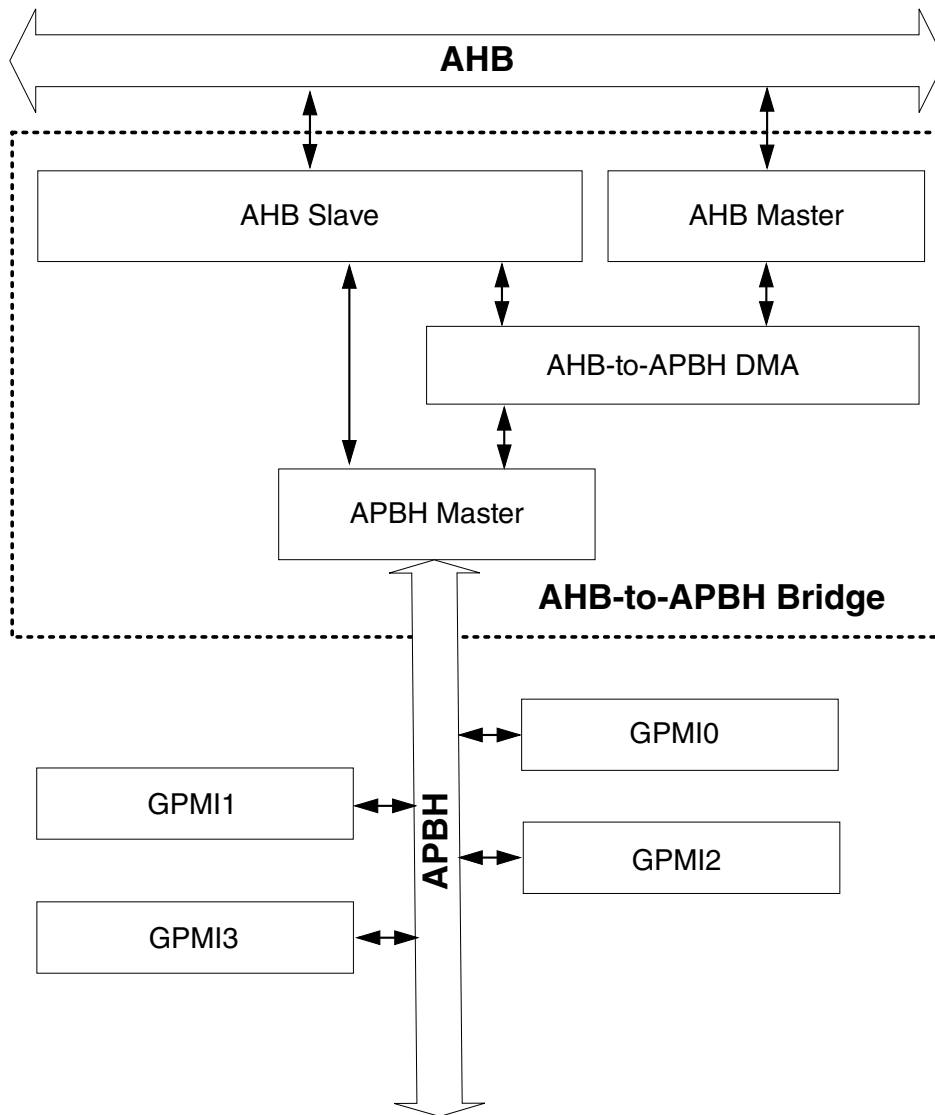 AHB
AHB Slave
AHB Master
AHB-to-APBH DMA
APBH Master
AHB-to-APBH Bridge
GPMI0
GPMI1
APBH
GPMI2
GPMI3